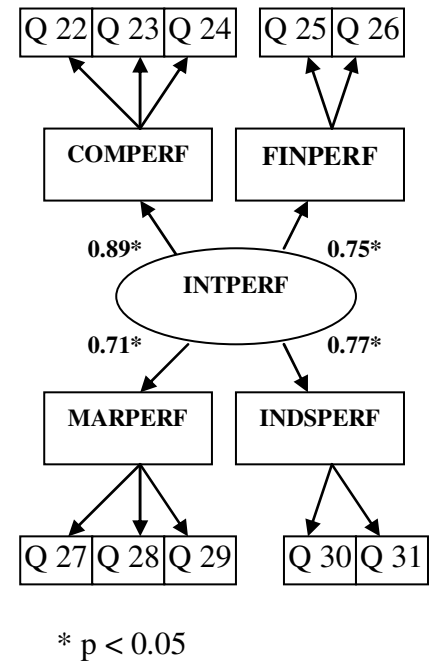 Q 22 Q 23 Q 24 Q 25 Q 26
COMPERF FINPERF
0.89* 0.75*
INTPERF
0.71* 0.77*
MARPERF INDSPERF
Q 27 Q 28 Q 29 Q 30 Q 31
* p < 0.05